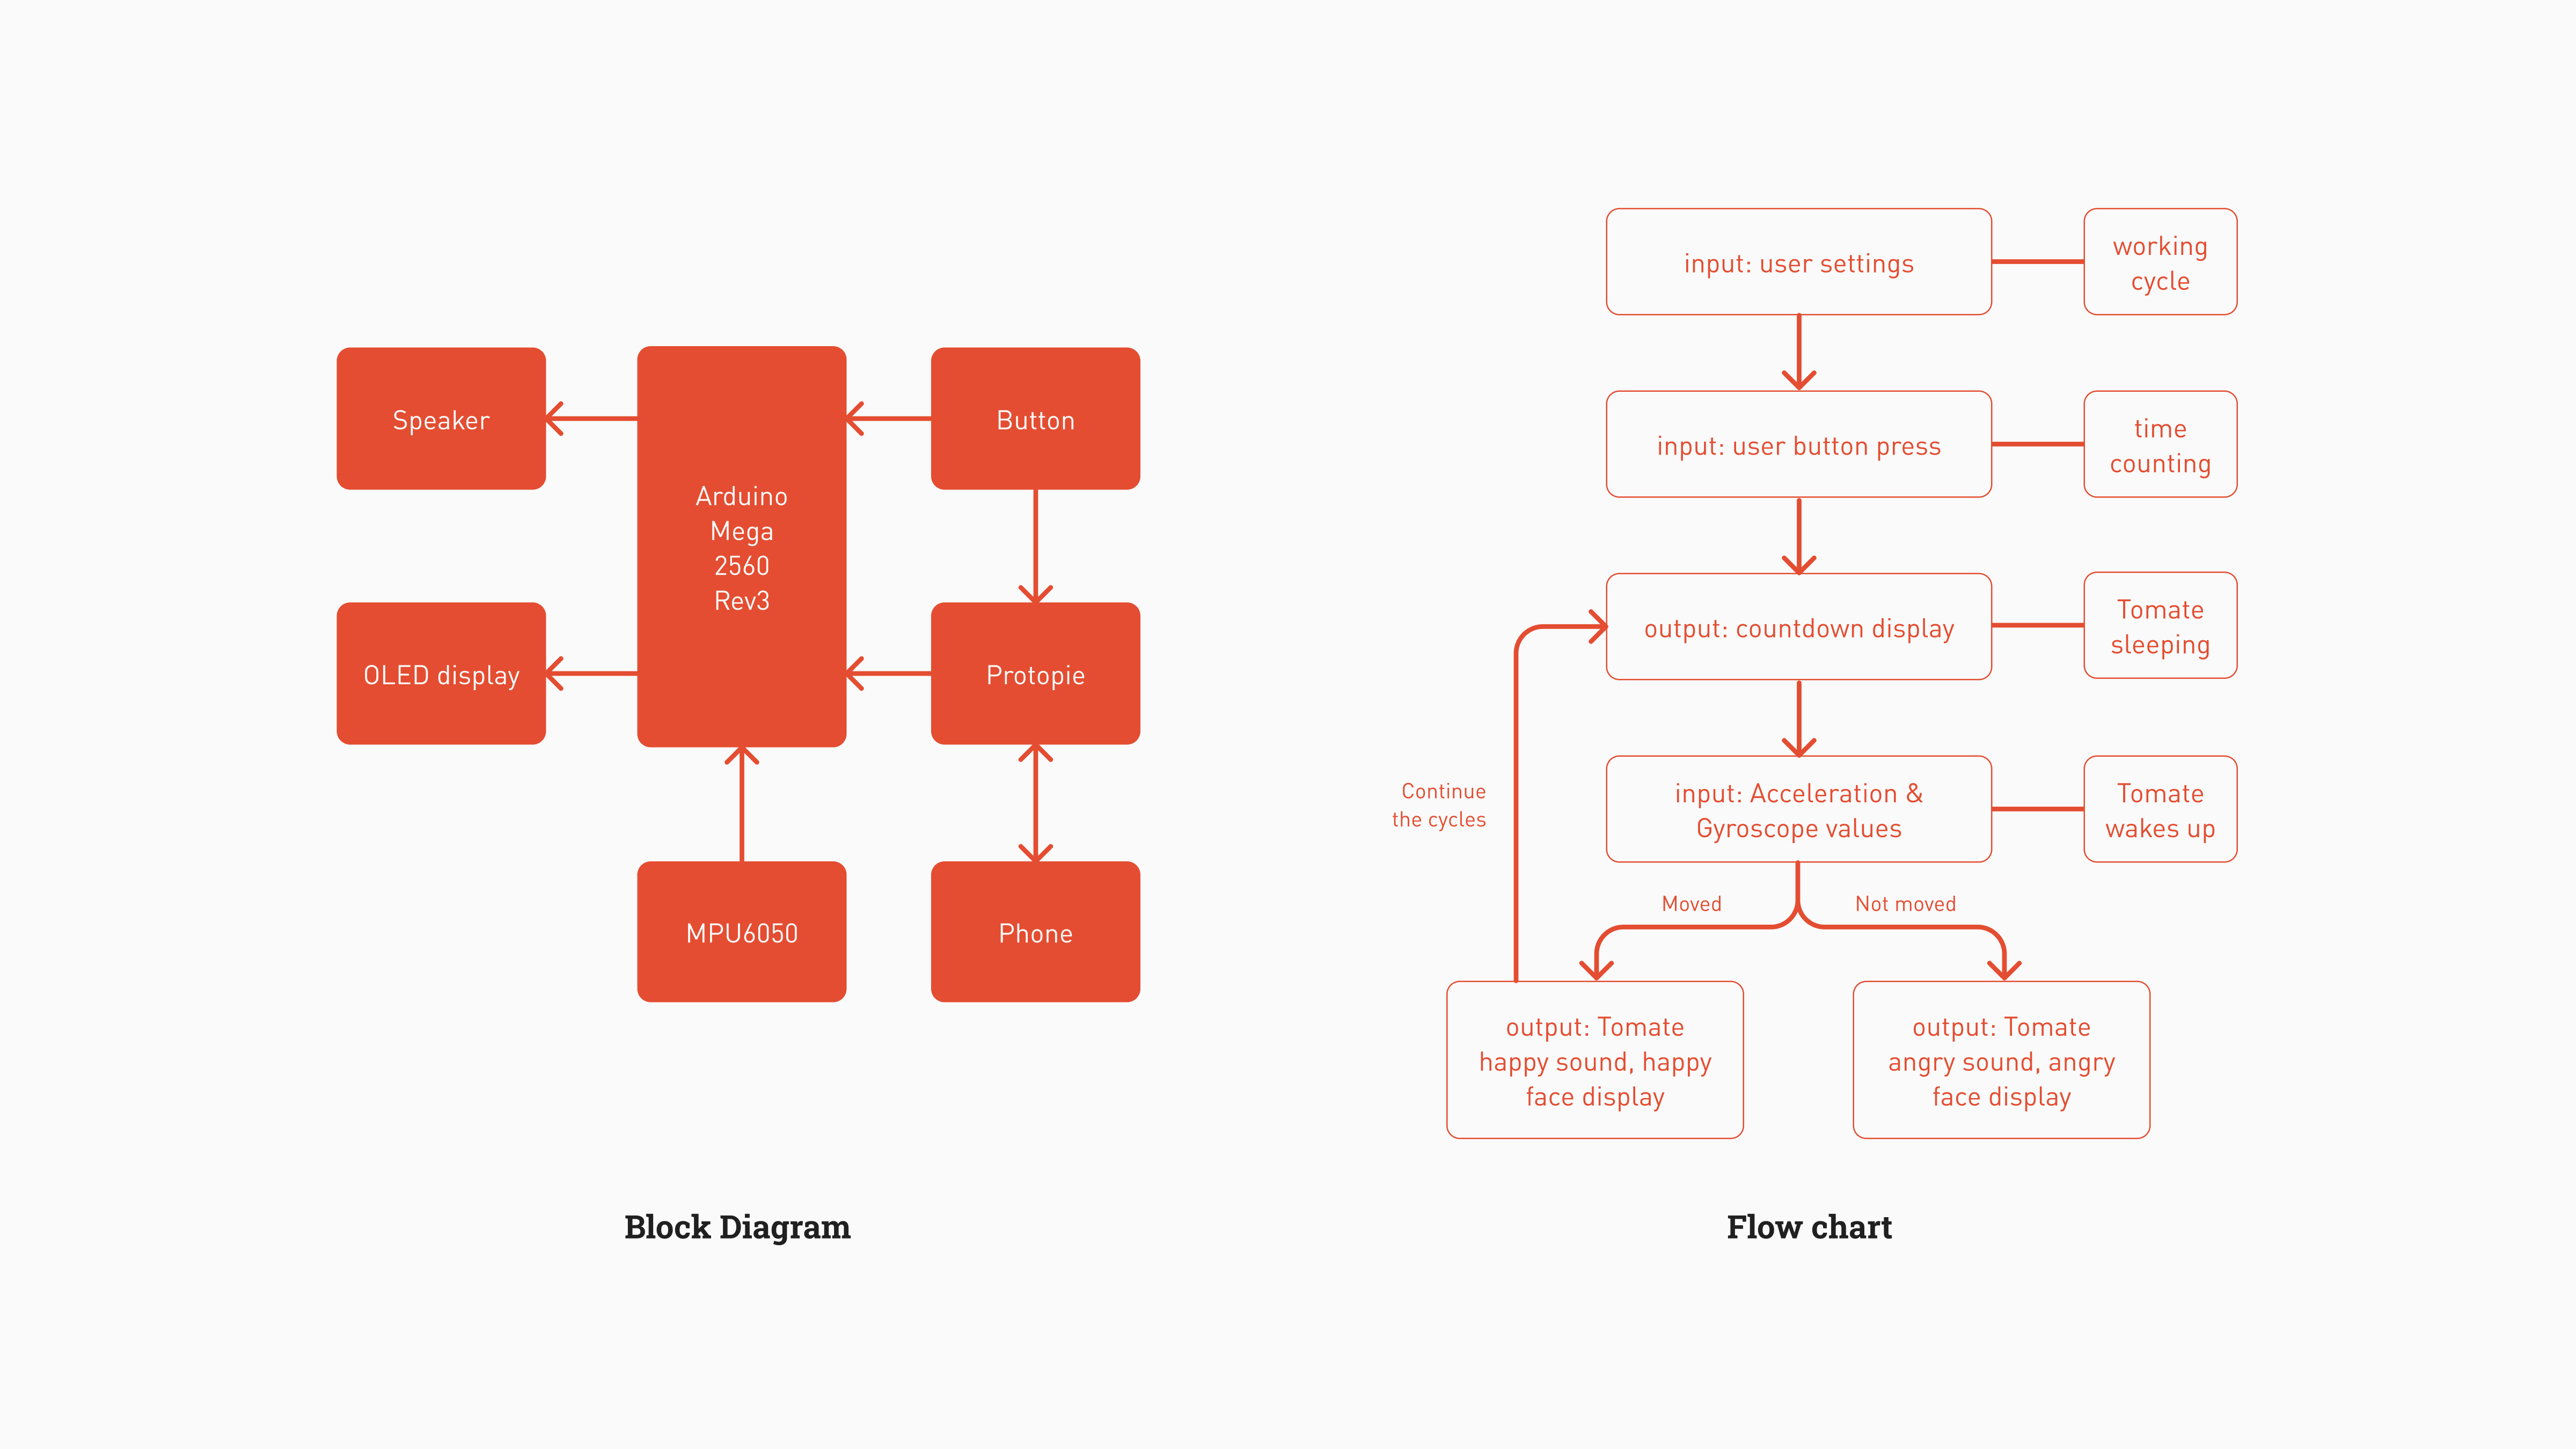 Speaker
Arduino
Mega
2560
Rev3
Button
OLED display
Protopie
MPU6050
Phone
Block Diagram
input: user settings
working
cycle
input: user button press
time
counting
output: countdown display
Tomate
sleeping
input: Acceleration &
Gyroscope values
Tomate
wakes up
Continue
the cycles
Moved
Not moved
output: Tomate
happy sound, happy
face display
output: Tomate
angry sound, angry
face display
Flow chart